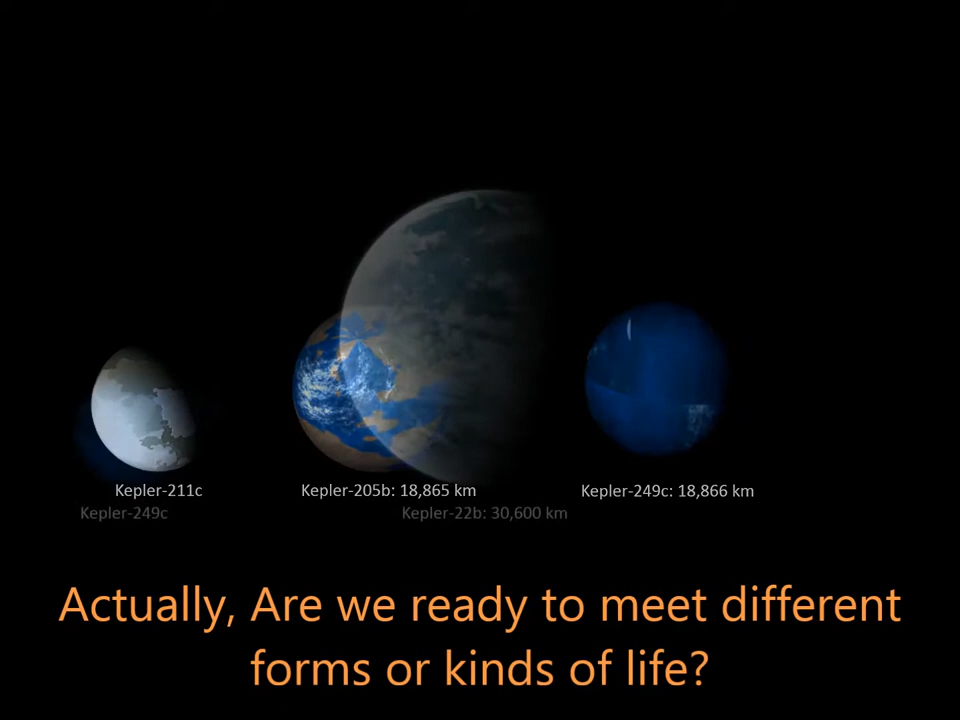 Kepler-211c
Kepler-205b: 18,865 km
Kepler-249c: 18,866 km
Kepler-249c
Kepler-22b: 30,600 km
Actually, Are we ready to meet different
forms or kinds of life?